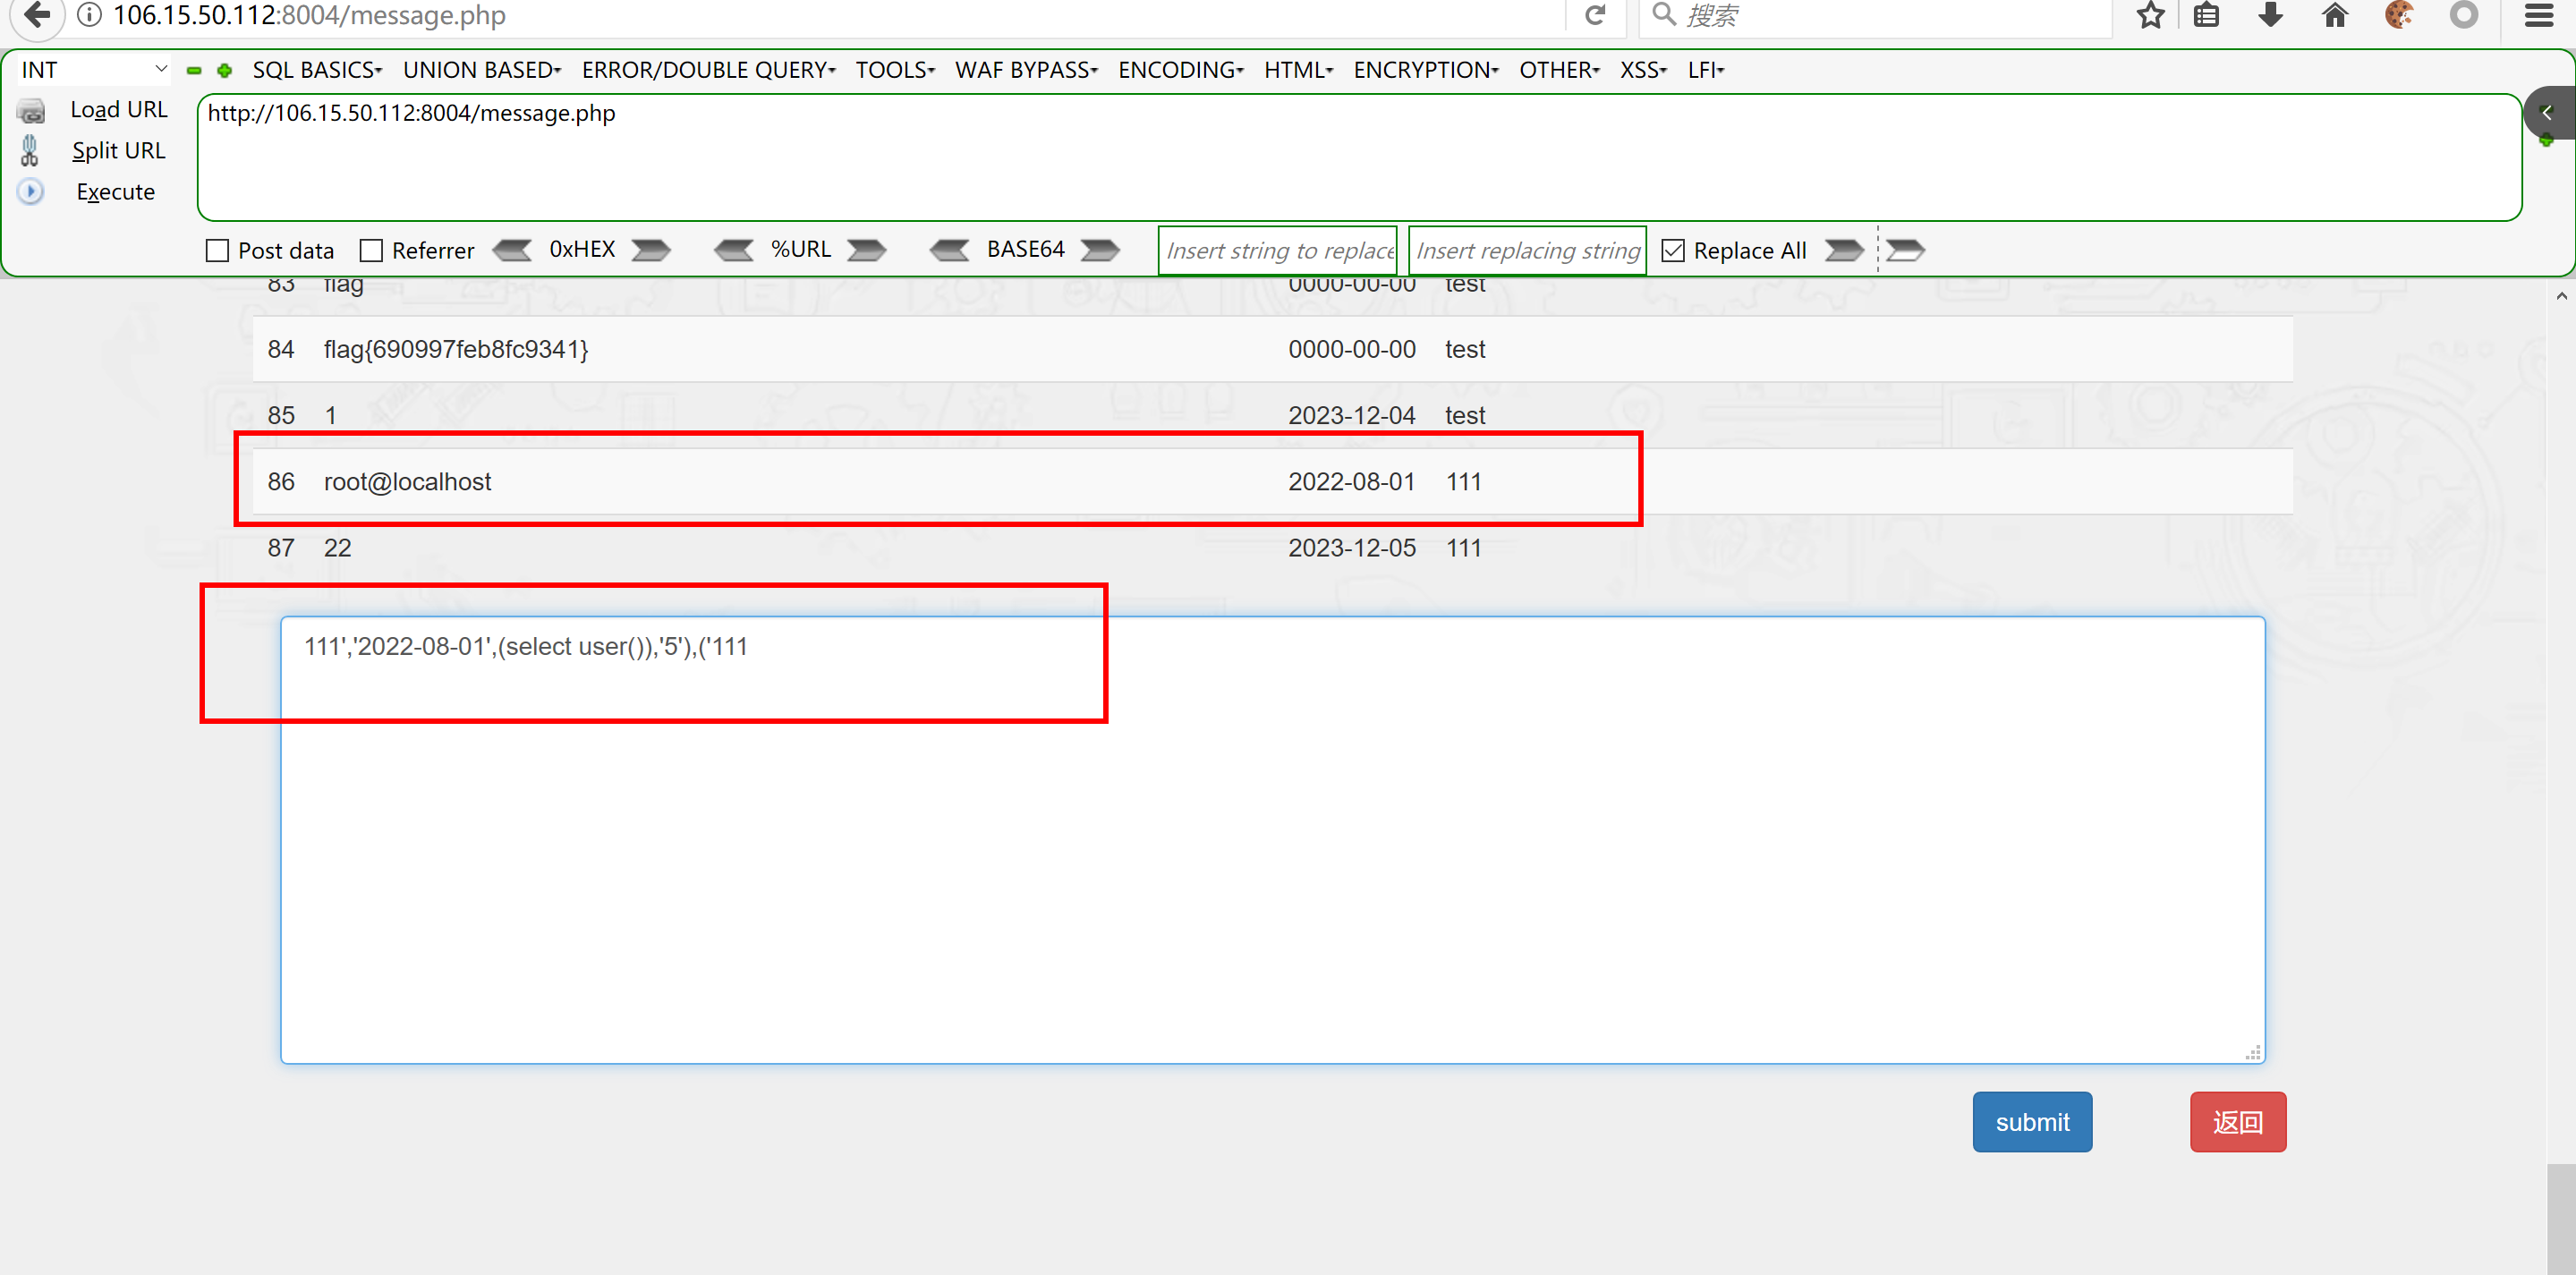 106.15.50.112:8004/message.php
搜索
INT SQL BASICS UNION BASED ERROR/DOUBLE QUERY TOOLS WAF BYPASS ENCODING HTML ENCRYPTION OTHER XSS LFI
Load URL http://106.15.50.112:8004/message.php
Split URL
Execute
Post data Referrer 0xHEX %URL BASE64 Insert string to replace Insert replacing string Replace All
83 flag 0000-00-00 test
84 flag{690997feb8fc9341} 0000-00-00 test
85 1 2023-12-04 test
86 root@localhost 2022-08-01 111
87 22 2023-12-05 111
111','2022-08-01',(select user()),'5'),('111
submit 返回